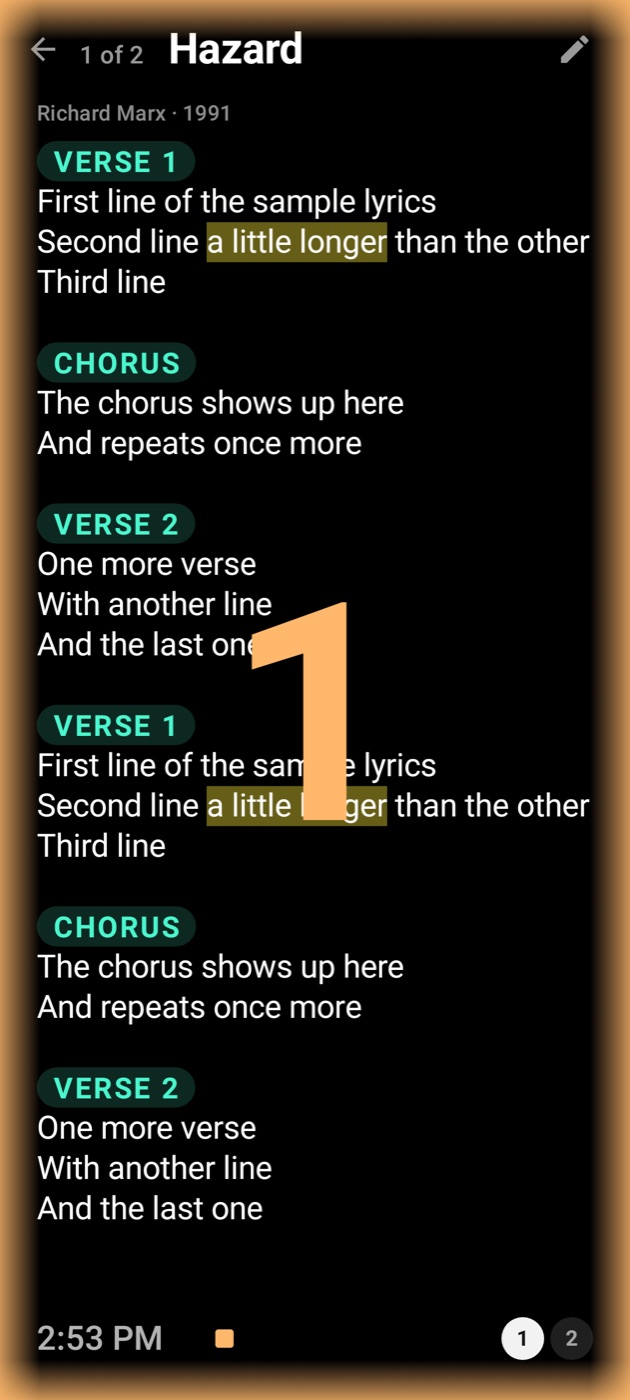 1 of 2 Hazard
Richard Marx · 1991
VERSE 1
First line of the sample lyrics
Second line a little longer than the other
Third line
CHORUS
The chorus shows up here
And repeats once more
VERSE 2
One more verse
With another line
And the last one
1
VERSE 1
First line of the sample lyrics
Second line a little longer than the other
Third line
CHORUS
The chorus shows up here
And repeats once more
VERSE 2
One more verse
With another line
And the last one
2:53 PM 1 2